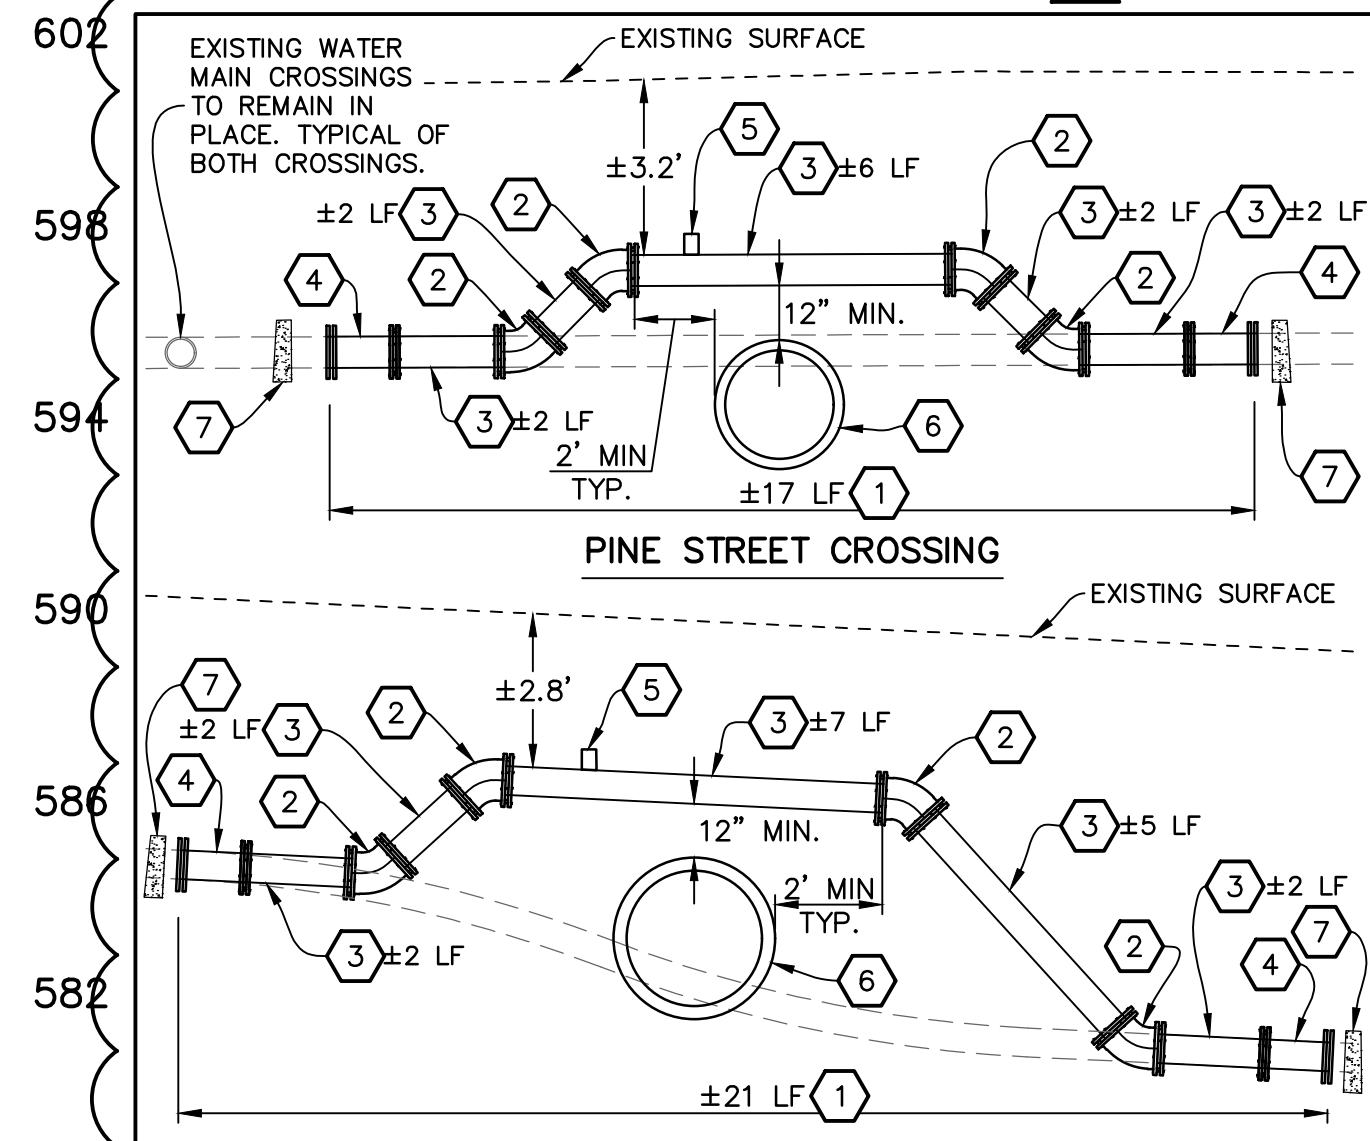 602
598
594
590
586
582
EXISTING WATER
MAIN CROSSINGS
TO REMAIN IN
PLACE. TYPICAL OF
BOTH CROSSINGS.
EXISTING SURFACE
5
2
±3.2'
3 ±6 LF
±2 LF 3
2
3 ±2 LF
3 ±2 LF
4
2
2
4
12" MIN.
7
3 ±2 LF
6
2' MIN
TYP.
±17 LF 1
7
PINE STREET CROSSING
EXISTING SURFACE
7
±2.8'
5
±2 LF 3
2
3 ±7 LF
2
4
2
12" MIN.
3 ±5 LF
2' MIN
TYP.
3 ±2 LF
7
3 ±2 LF
2
4
6
±21 LF 1